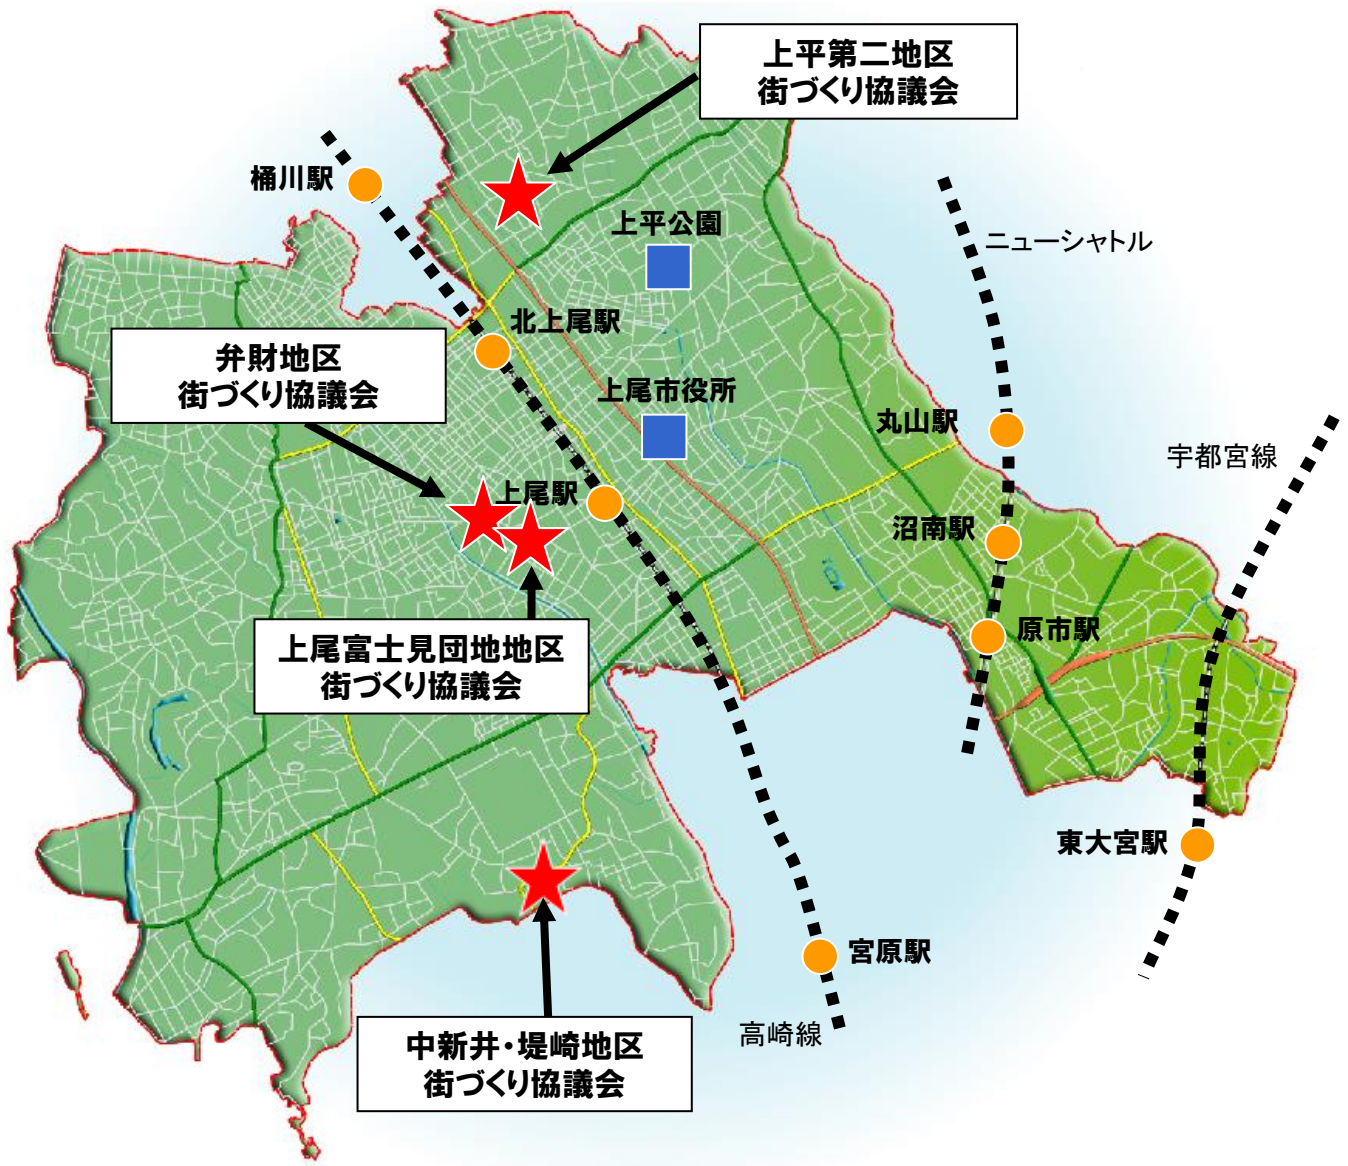 上平第二地区
街づくり協議会
桶川駅
上平公園
ニューシャトル
北上尾駅
弁財地区
街づくり協議会
上尾市役所
丸山駅
宇都宮線
上尾駅
沼南駅
上尾富士見団地地区
街づくり協議会
原市駅
東大宮駅
宮原駅
高崎線
中新井・堤崎地区
街づくり協議会